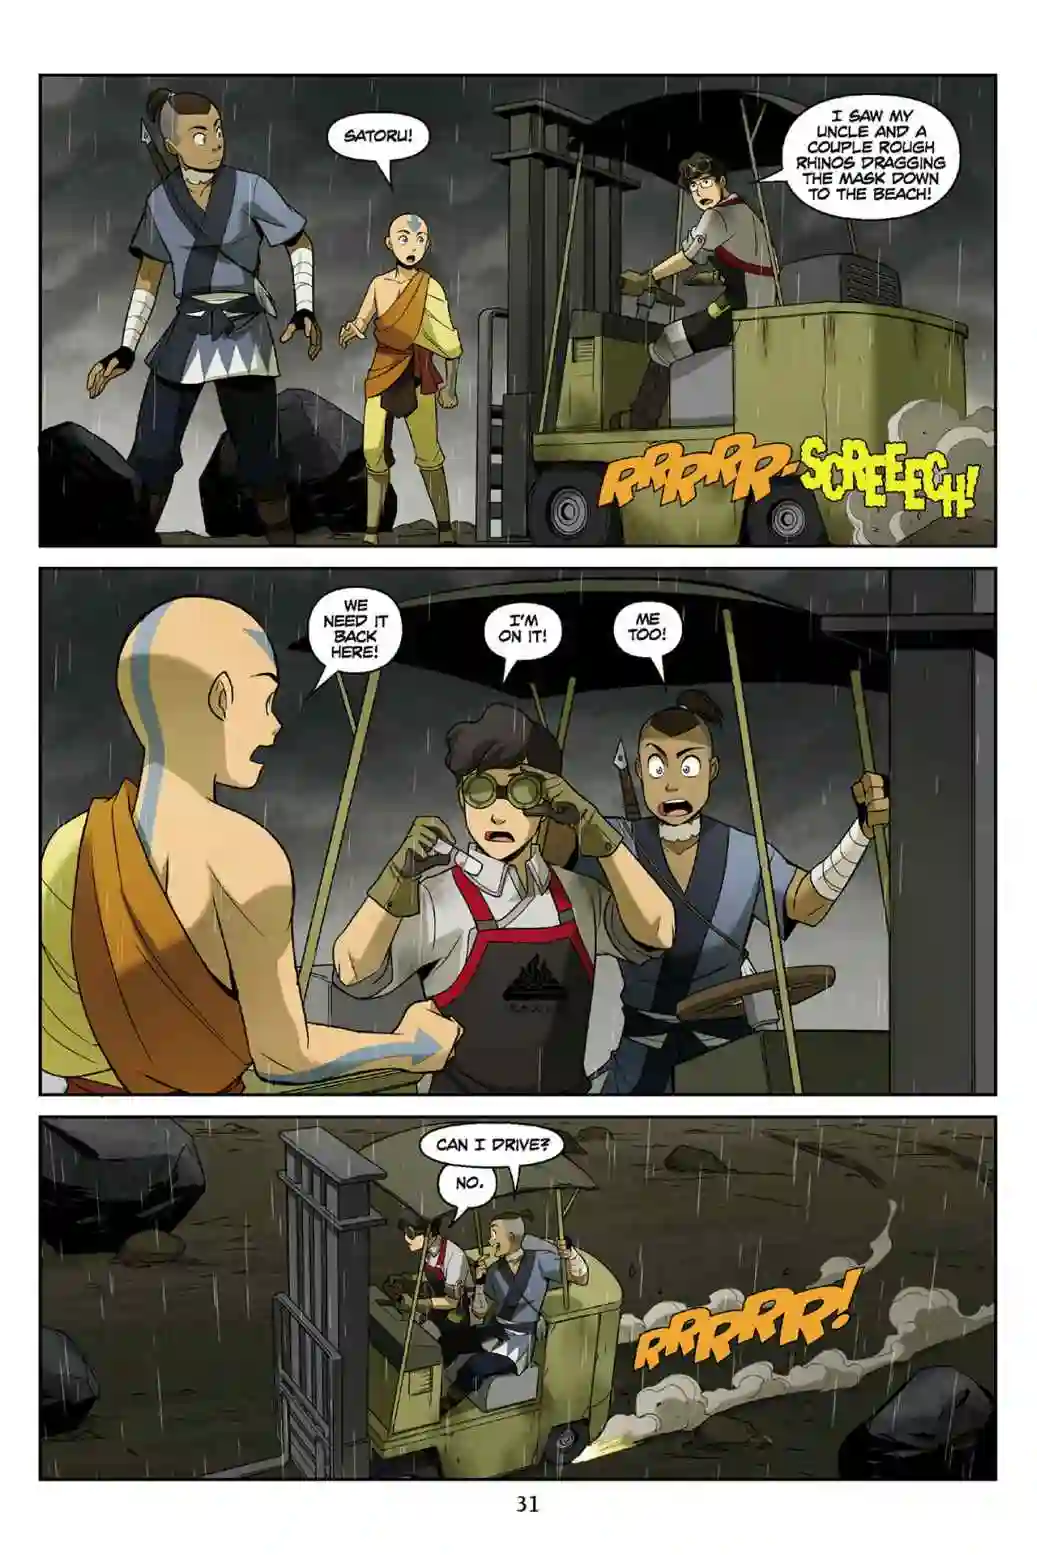 SATORU!
I SAW MY
UNCLE AND A
COUPLE ROUGH
RHINOS DRAGGING
THE MASK DOWN
TO THE BEACH!
RRRRR-SCREEECH!
WE
NEED IT
BACK
HERE!
I'M
ON IT!
ME
TOO!
CAN I DRIVE?
NO.
RRRRR!
31